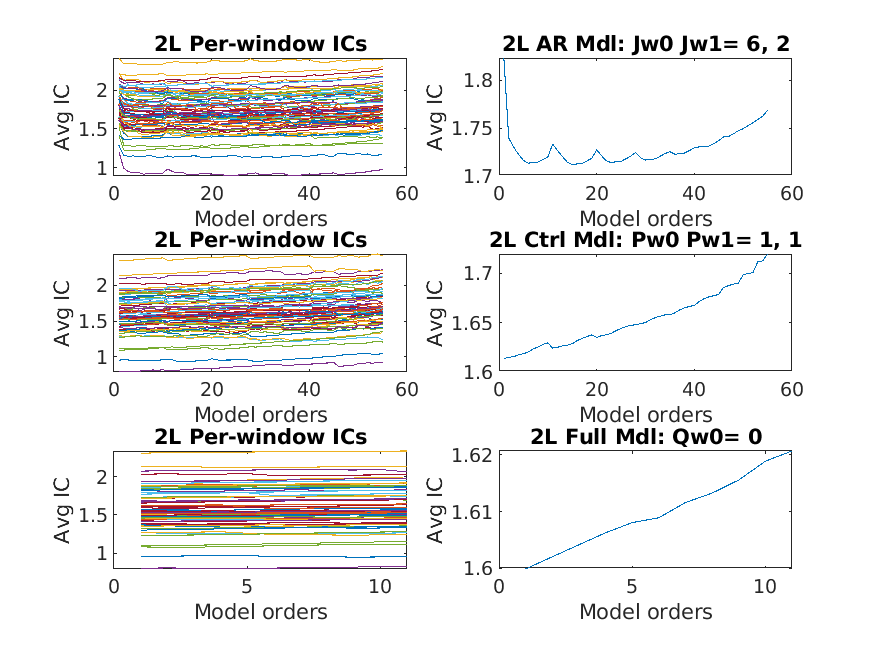 2L Per-window ICs
2
1.5
1
Avg IC
0 20 40 60
Model orders
2L AR Mdl: Jw0 Jw1= 6, 2
1.8
1.75
1.7
Avg IC
0 20 40 60
Model orders
2L Per-window ICs
2
1.5
1
Avg IC
0 20 40 60
Model orders
2L Ctrl Mdl: Pw0 Pw1= 1, 1
1.7
1.65
1.6
Avg IC
0 20 40 60
Model orders
2L Per-window ICs
2
1.5
1
Avg IC
0 5 10
Model orders
2L Full Mdl: Qw0= 0
1.62
1.61
1.6
Avg IC
0 5 10
Model orders